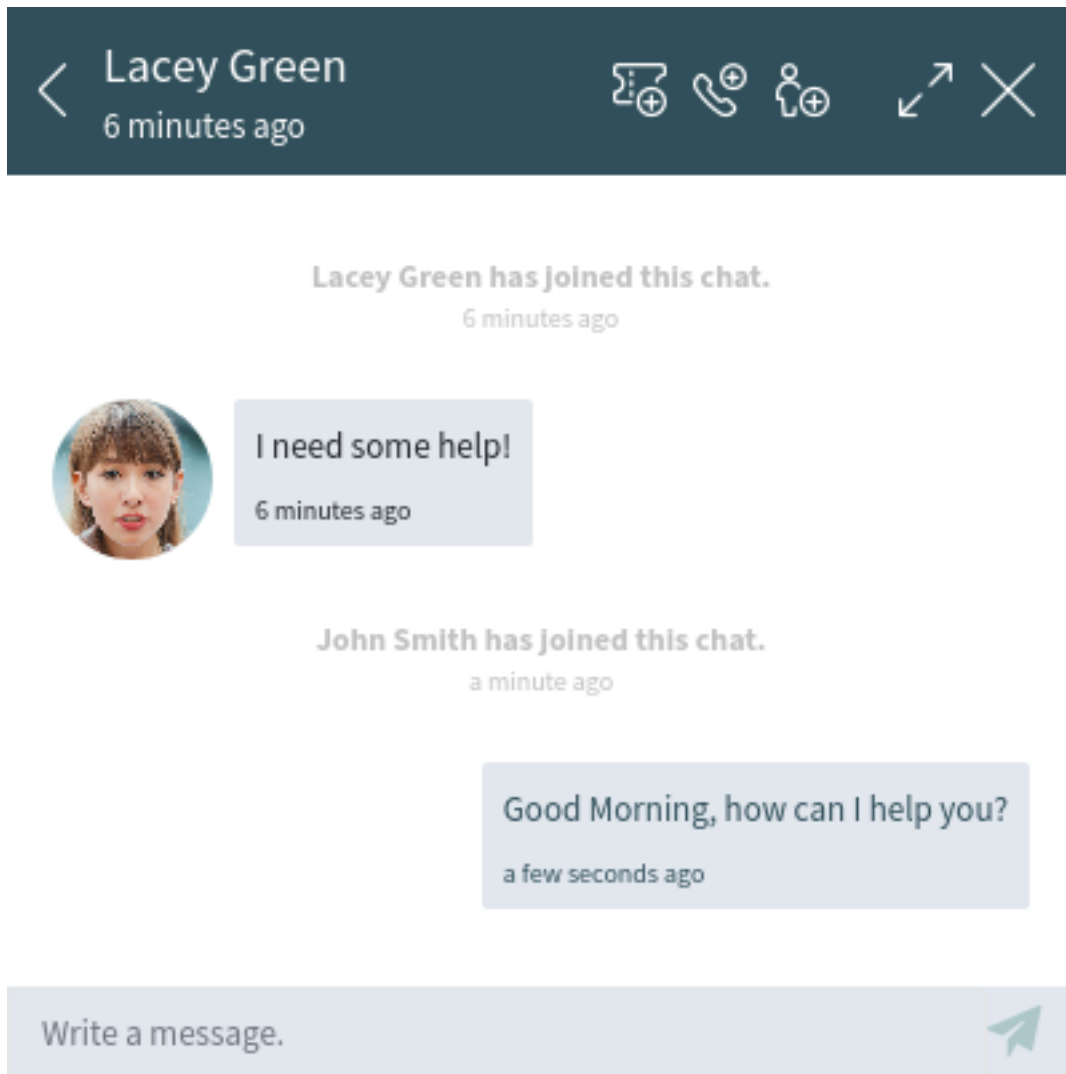 Lacey Green
6 minutes ago
Lacey Green has joined this chat.
6 minutes ago
I need some help!
6 minutes ago
John Smith has joined this chat.
a minute ago
Good Morning, how can I help you?
a few seconds ago
Write a message.